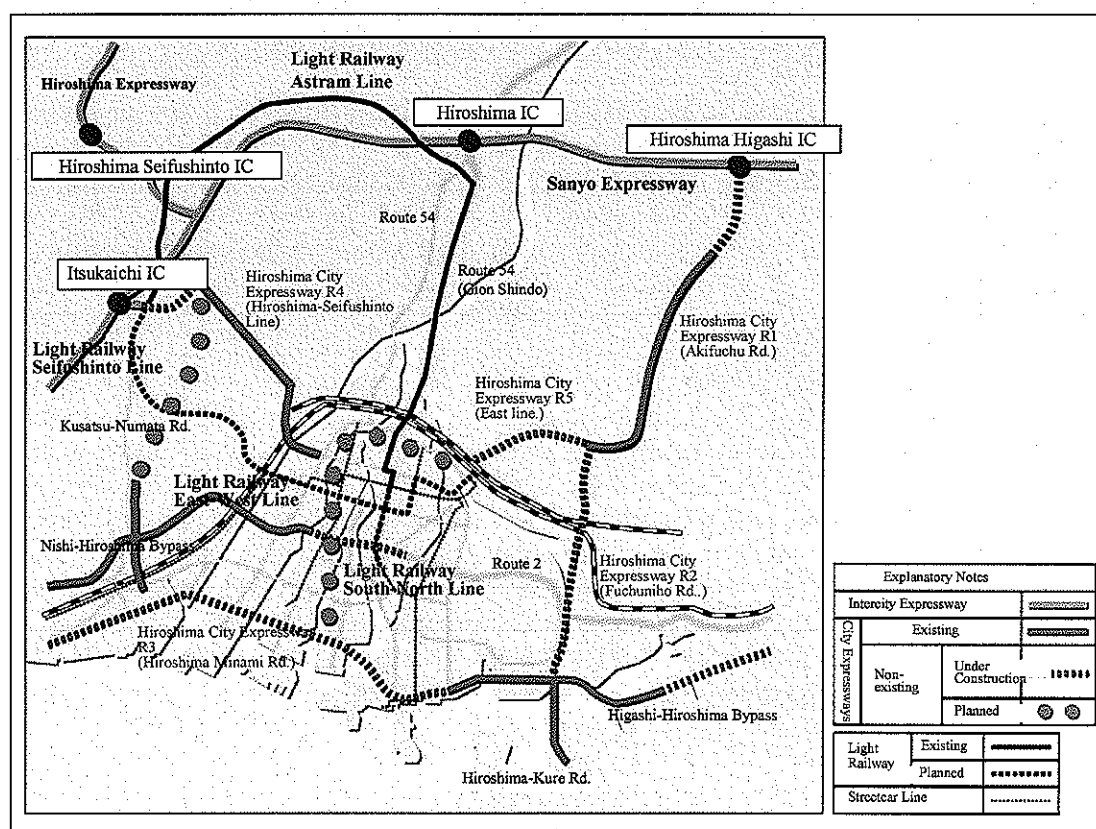 Light Railway
Astram Line
Hiroshima Expressway
Hiroshima IC
Hiroshima Higashi IC
Hiroshima Seifushinto IC
Sanyo Expressway
Route 54
Itsukaichi IC
Hiroshima City
Expressway R4
(Hiroshima-Seifushinto
Line)
Route 54
(Gion Shindo)
Hiroshima City
Expressway R1
(Akifuchu Rd.)
Light Railway
Seifushinto Line
Hiroshima City
Expressway R5
(East line.)
Kusatsu-Numata Rd.
Light Railway
East-West Line
Nishi-Hiroshima Bypass
Route 2
Hiroshima City
Expressway R2
(Fuchuniho Rd..)
Light Railway
South-North Line
Hiroshima City Express
R3
(Hiroshima Minami Rd.)
Higashi-Hiroshima Bypass
Hiroshima-Kure Rd.
Explanatory Notes
Intercity Expressway
City Expressways
Existing
Non-
existing
Under
Construction
Planned
Light
Railway
Existing
Planned
Streetcar Line